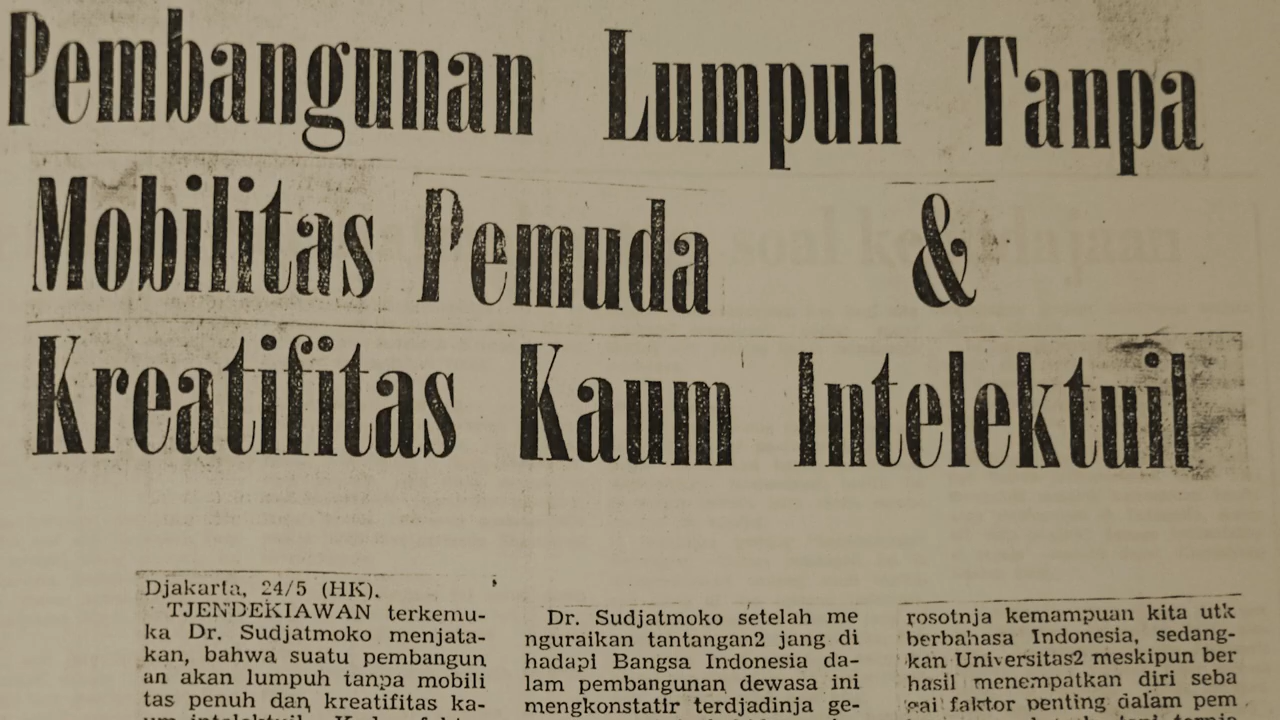 Pembangunan Lumpuh Tanpa
Mobilitas Pemuda &
Kreatifitas Kaum Intelektuil
Djakarta, 24/5 (HK).
TJENDEKIAWAN terkemu-
ka Dr. Sudjatmoko menjata-
kan, bahwa suatu pembangun
an akan lumpuh tanpa mobili
tas penuh dan kreatifitas ka-
um intelektuil.
Dr. Sudjatmoko setelah me
nguraikan tantangan2 jang di
hadapi Bangsa Indonesia da-
lam pembangunan dewasa ini
mengkonstatir terdjadinja ge-
rosotnja kemampuan kita utk
berbahasa Indonesia, sedang-
kan Universitas2 meskipun ber
hasil menempatkan diri seba
gai faktor penting dalam pem